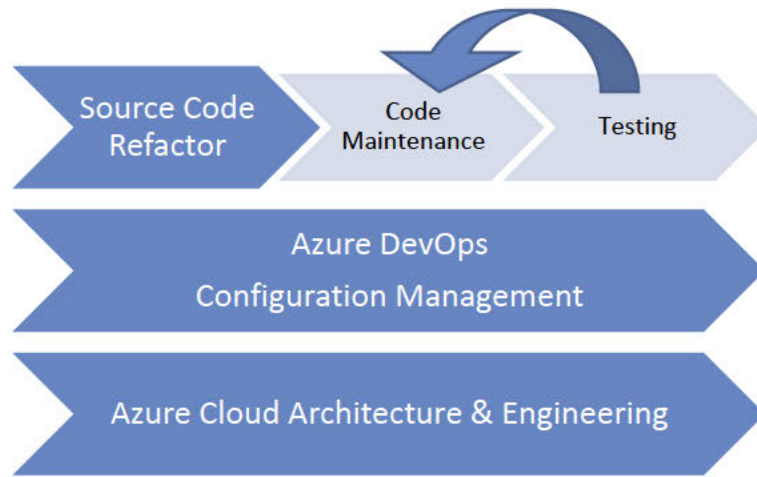 Source Code
Refactor
Code
Maintenance
Testing
Azure DevOps
Configuration Management
Azure Cloud Architecture & Engineering